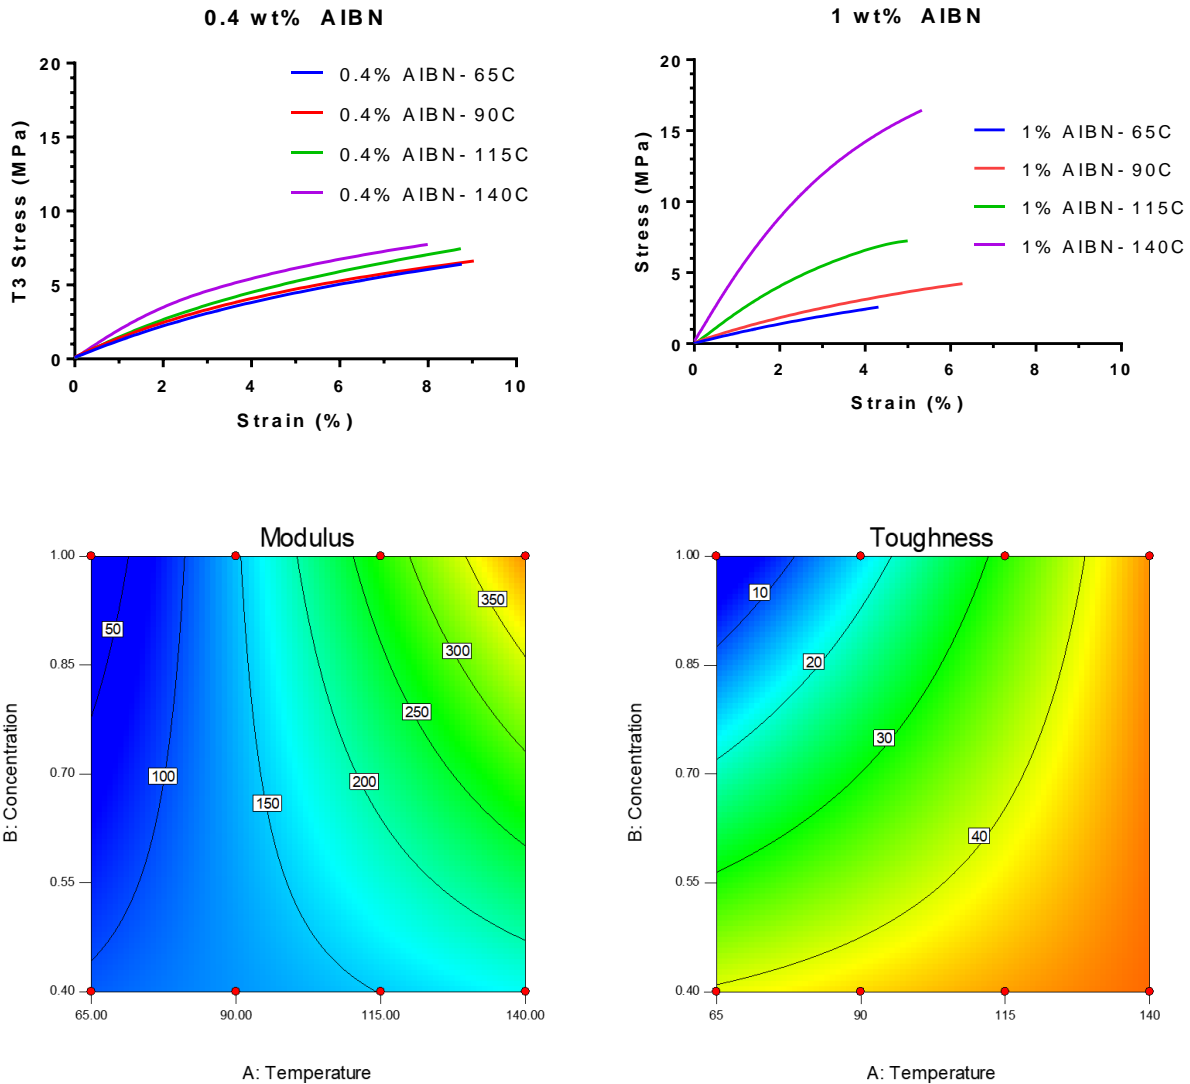 0.4 wt% AIBN
20
15
10
5
0
T3 Stress (MPa)
0.4% AIBN- 65C
0.4% AIBN- 90C
0.4% AIBN- 115C
0.4% AIBN- 140C
0 2 4 6 8 10
Strain (%)
1 wt% AIBN
20
15
10
5
0
Stress (MPa)
1% AIBN- 65C
1% AIBN- 90C
1% AIBN- 115C
1% AIBN- 140C
0 2 4 6 8 10
Strain (%)
Modulus
1.00
0.85
0.70
0.55
0.40
B: Concentration
50
100
150
200
250
300
350
65.00 90.00 115.00 140.00
A: Temperature
Toughness
1.00
0.85
0.70
0.55
0.40
B: Concentration
10
20
30
40
65 90 115 140
A: Temperature